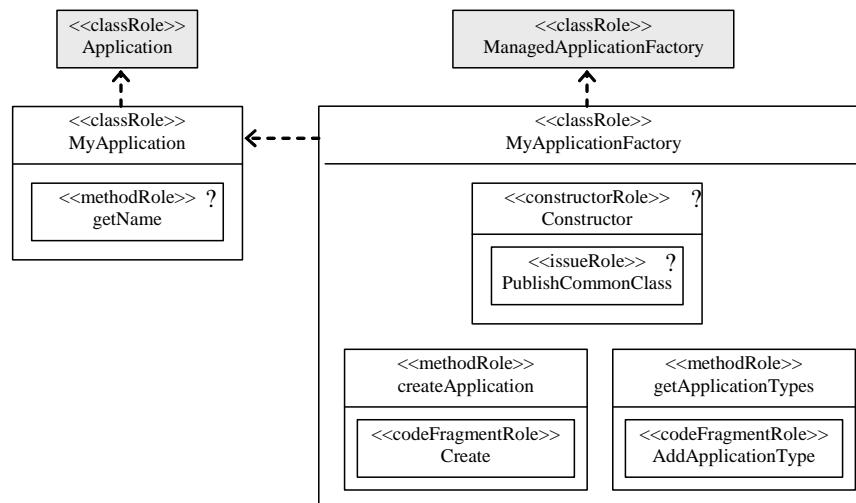 <<classRole>>
Application
<<classRole>>
ManagedApplicationFactory
<<classRole>>
MyApplication
<<methodRole>> ?
getName
<<classRole>>
MyApplicationFactory
<<constructorRole>> ?
Constructor
<<issueRole>> ?
PublishCommonClass
<<methodRole>>
createApplication
<<codeFragmentRole>>
Create
<<methodRole>>
getApplicationTypes
<<codeFragmentRole>>
AddApplicationType